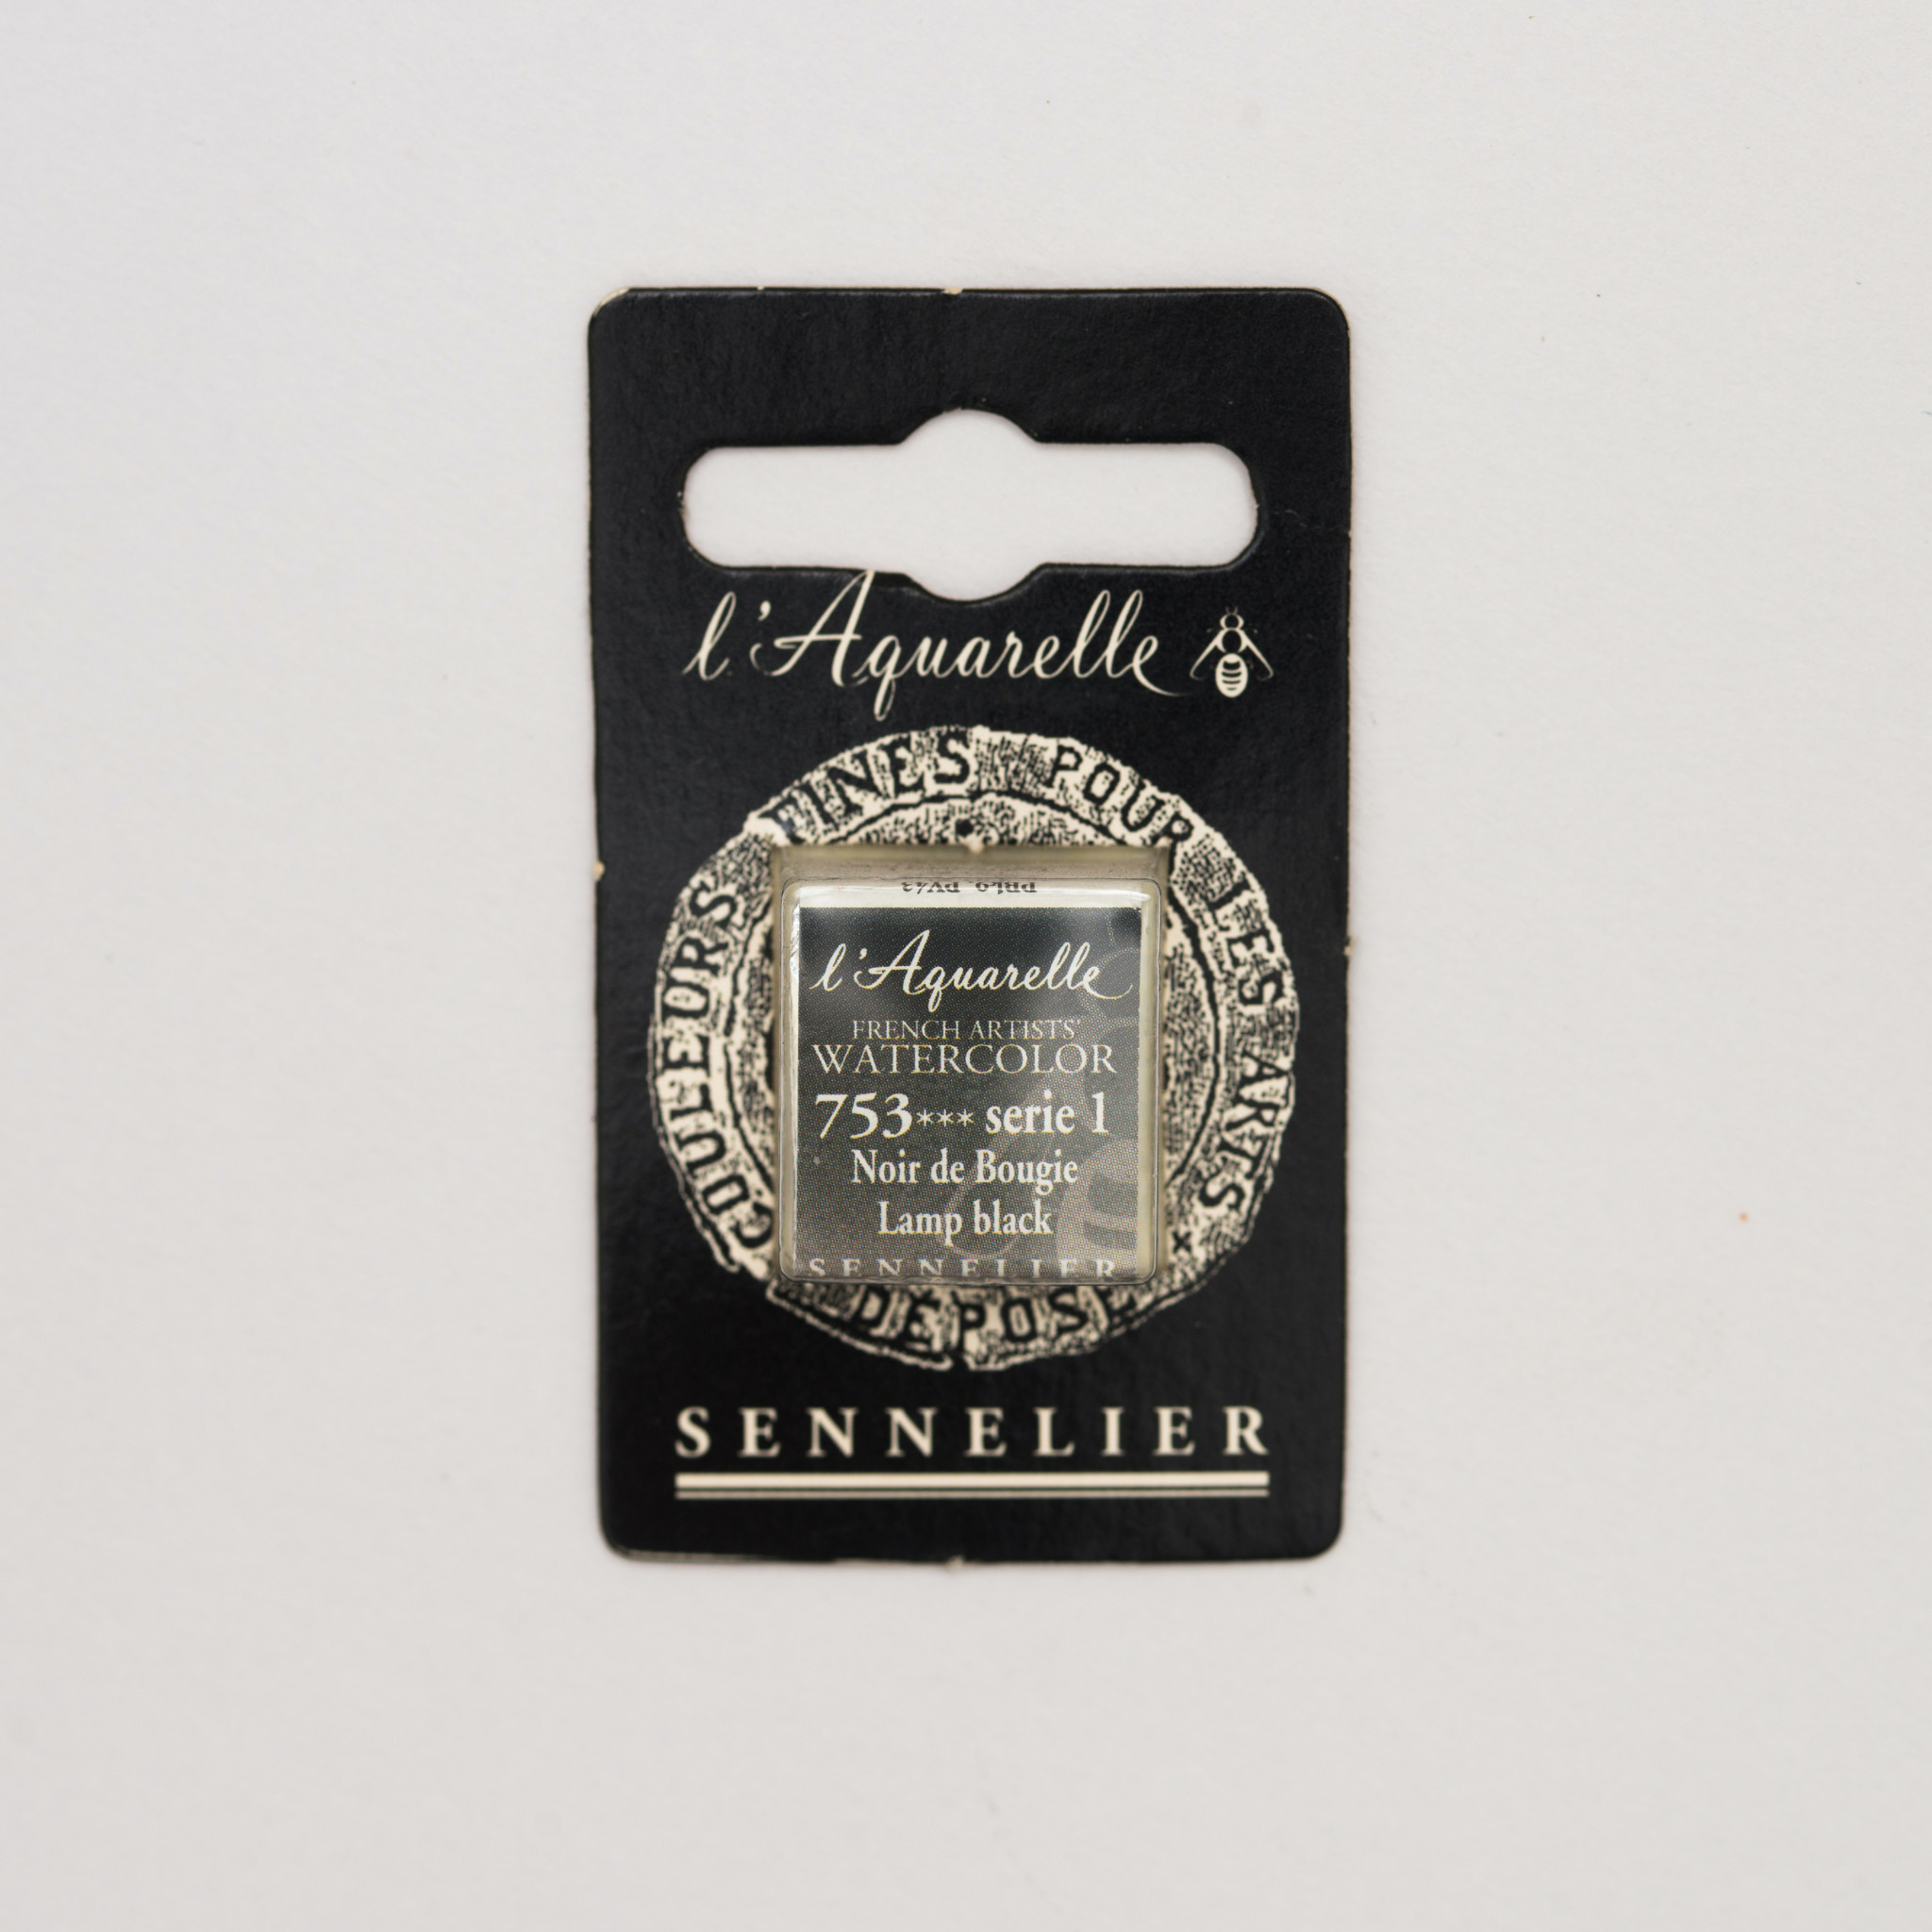 l'Aquarelle
COULEURS FINES POUR LES ARTS
l'Aquarelle
FRENCH ARTISTS'
WATERCOLOR
753*** serie 1
Noir de Bougie
Lamp black
SENNELIER
DÉPOSÉ
SENNELIER